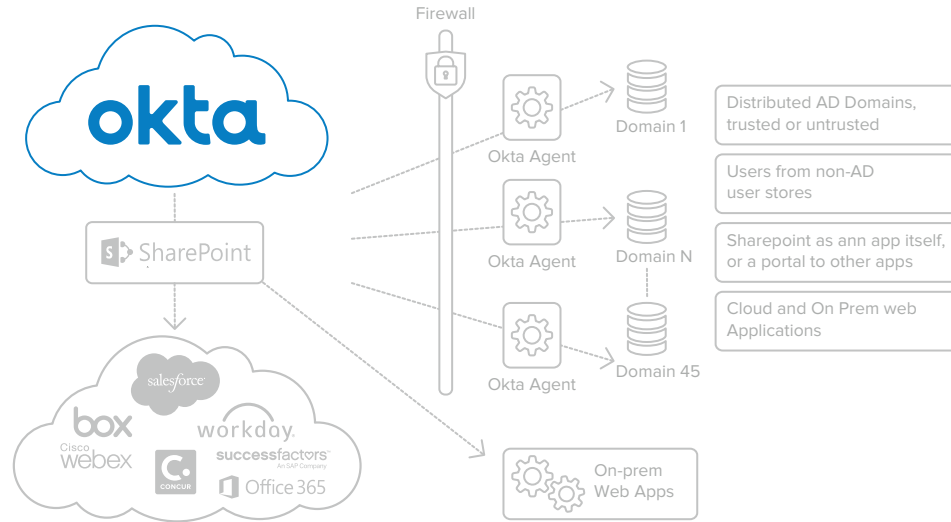 Firewall
okta
Okta Agent
Domain 1
Okta Agent
Domain N
Okta Agent
Domain 45
Distributed AD Domains,
trusted or untrusted
Users from non-AD
user stores
Sharepoint as ann app itself,
or a portal to other apps
Cloud and On Prem web
Applications
S
SharePoint
salesforce
box
workday.
Cisco
webex
C.
CONCUR
successfactors™
An SAP Company
Office 365
On-prem
Web Apps